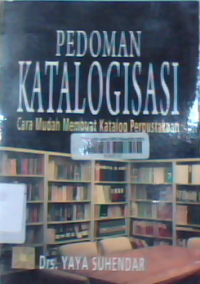 PEDOMAN
KATALOGISASI
Cara Mudah Membuat Katalog Perpustakaan
Drs. YAYA SUHENDAR